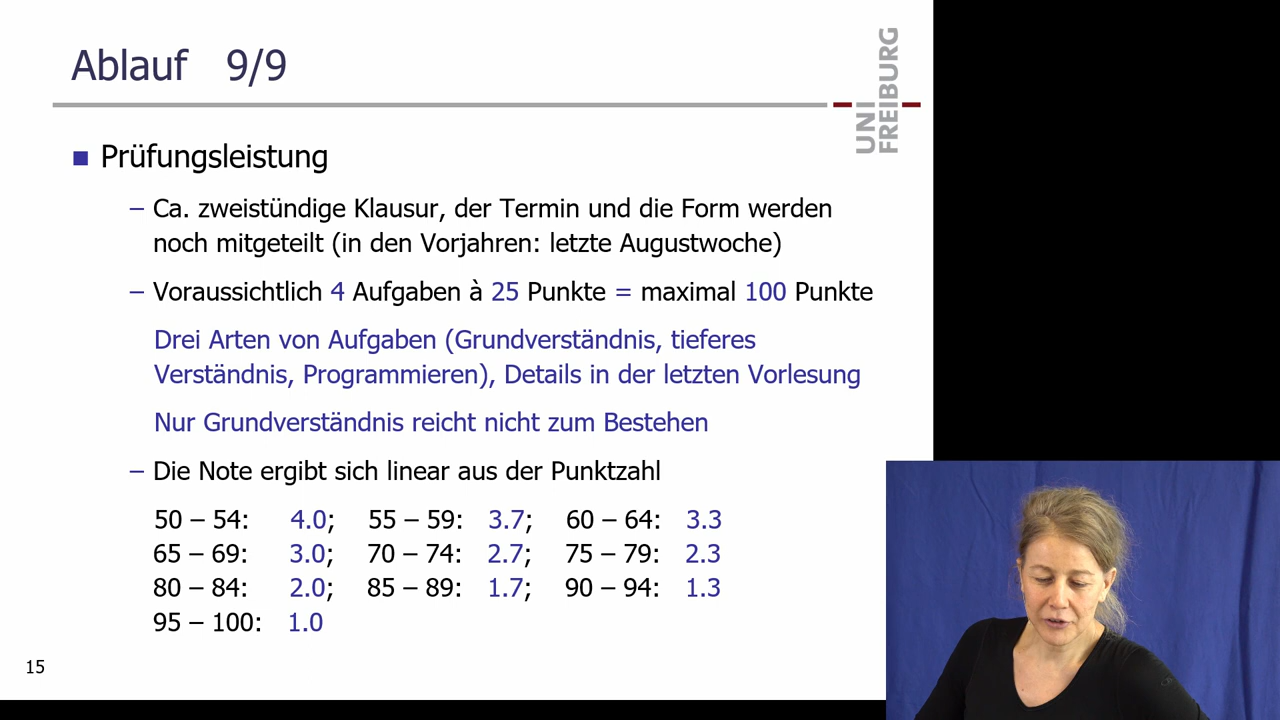 Ablauf 9/9
UNI
FREIBURG
Prüfungsleistung
– Ca. zweistündige Klausur, der Termin und die Form werden
noch mitgeteilt (in den Vorjahren: letzte Augustwoche)
– Voraussichtlich 4 Aufgaben à 25 Punkte = maximal 100 Punkte
Drei Arten von Aufgaben (Grundverständnis, tieferes
Verständnis, Programmieren), Details in der letzten Vorlesung
Nur Grundverständnis reicht nicht zum Bestehen
– Die Note ergibt sich linear aus der Punktzahl
50 – 54: 4.0; 55 – 59: 3.7; 60 – 64: 3.3
65 – 69: 3.0; 70 – 74: 2.7; 75 – 79: 2.3
80 – 84: 2.0; 85 – 89: 1.7; 90 – 94: 1.3
95 – 100: 1.0
15